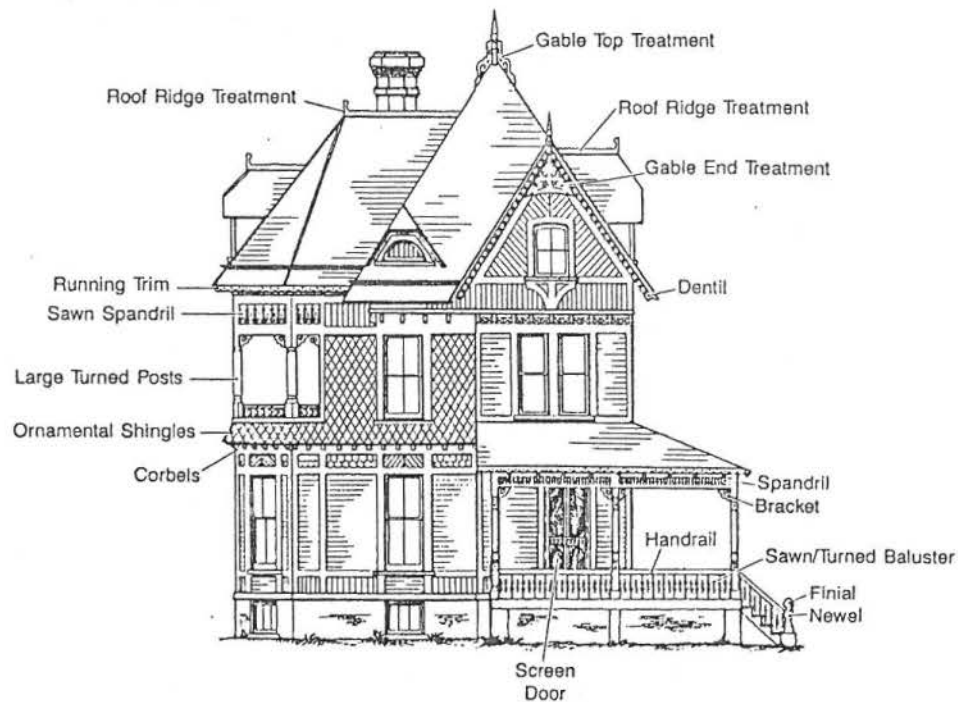 Gable Top Treatment
Roof Ridge Treatment
Roof Ridge Treatment
Gable End Treatment
Running Trim
Dentil
Sawn Spandril
Large Turned Posts
Ornamental Shingles
Corbels
Spandril
Bracket
Handrail
Sawn/Turned Baluster
Finial
Newel
Screen
Door